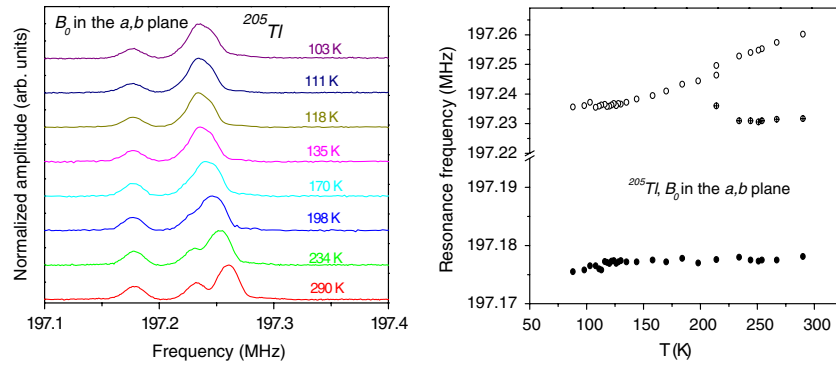 B₀ in the a,b plane
²⁰⁵Tl
103 K
111 K
118 K
135 K
170 K
198 K
234 K
290 K
Normalized amplitude (arb. units)
197.1 197.2 197.3 197.4
Frequency (MHz)
197.26
197.25
197.24
197.23
197.22
197.19
197.18
197.17
Resonance frequency (MHz)
²⁰⁵Tl, B₀ in the a,b plane
50 100 150 200 250 300
T (K)